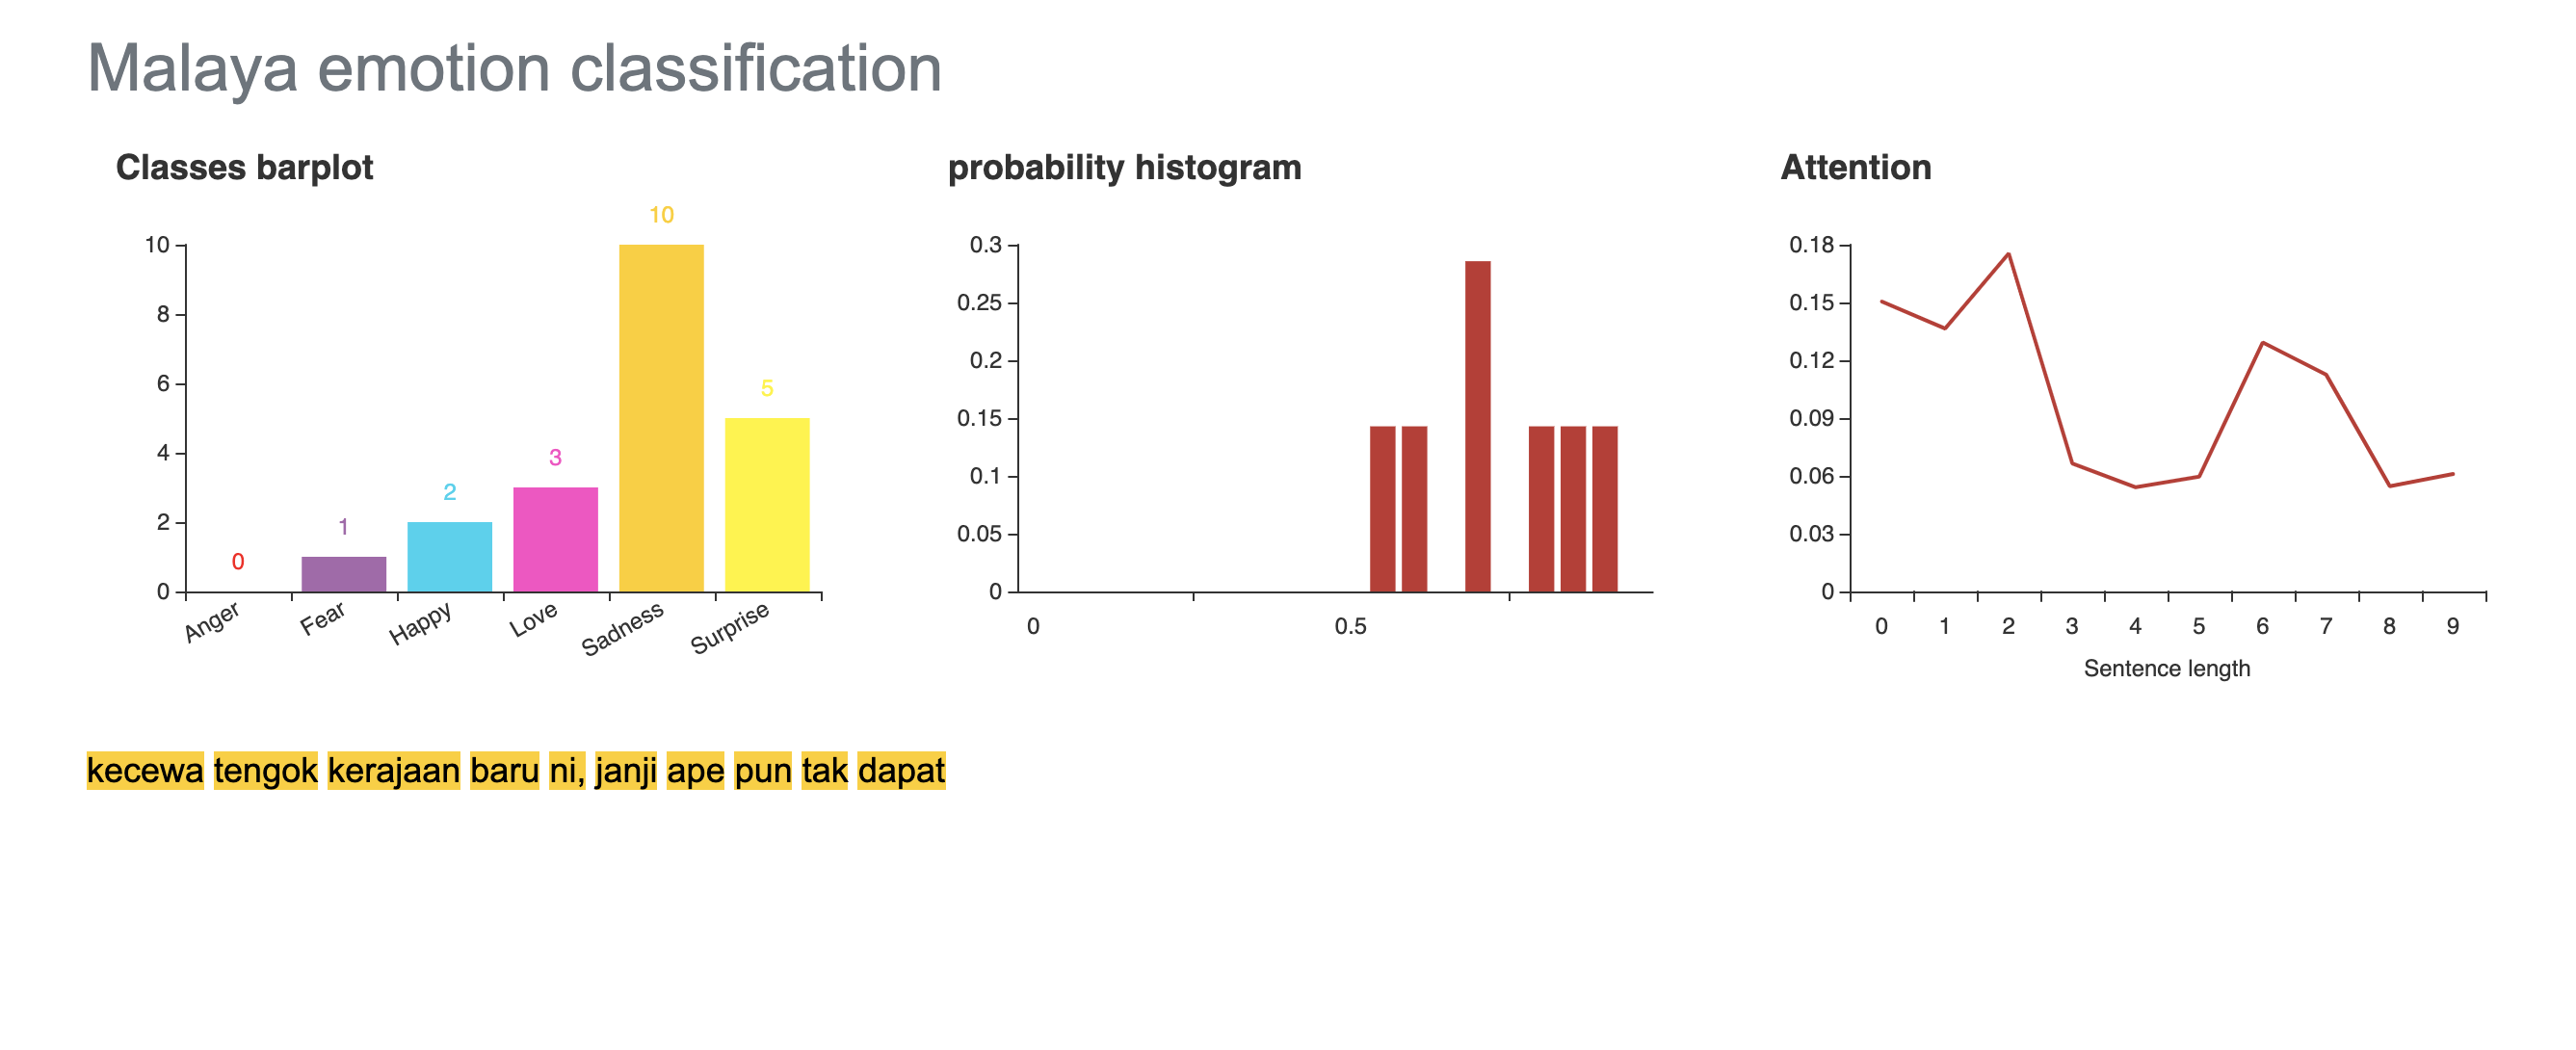 Malaya emotion classification
Classes barplot
10
8
6
4
2
0
0
1
2
3
10
5
Anger
Fear
Happy
Love
Sadness
Surprise
probability histogram
0.3
0.25
0.2
0.15
0.1
0.05
0
0
0.5
Attention
0.18
0.15
0.12
0.09
0.06
0.03
0
0 1 2 3 4 5 6 7 8 9
Sentence length
kecewa tengok kerajaan baru ni, janji ape pun tak dapat